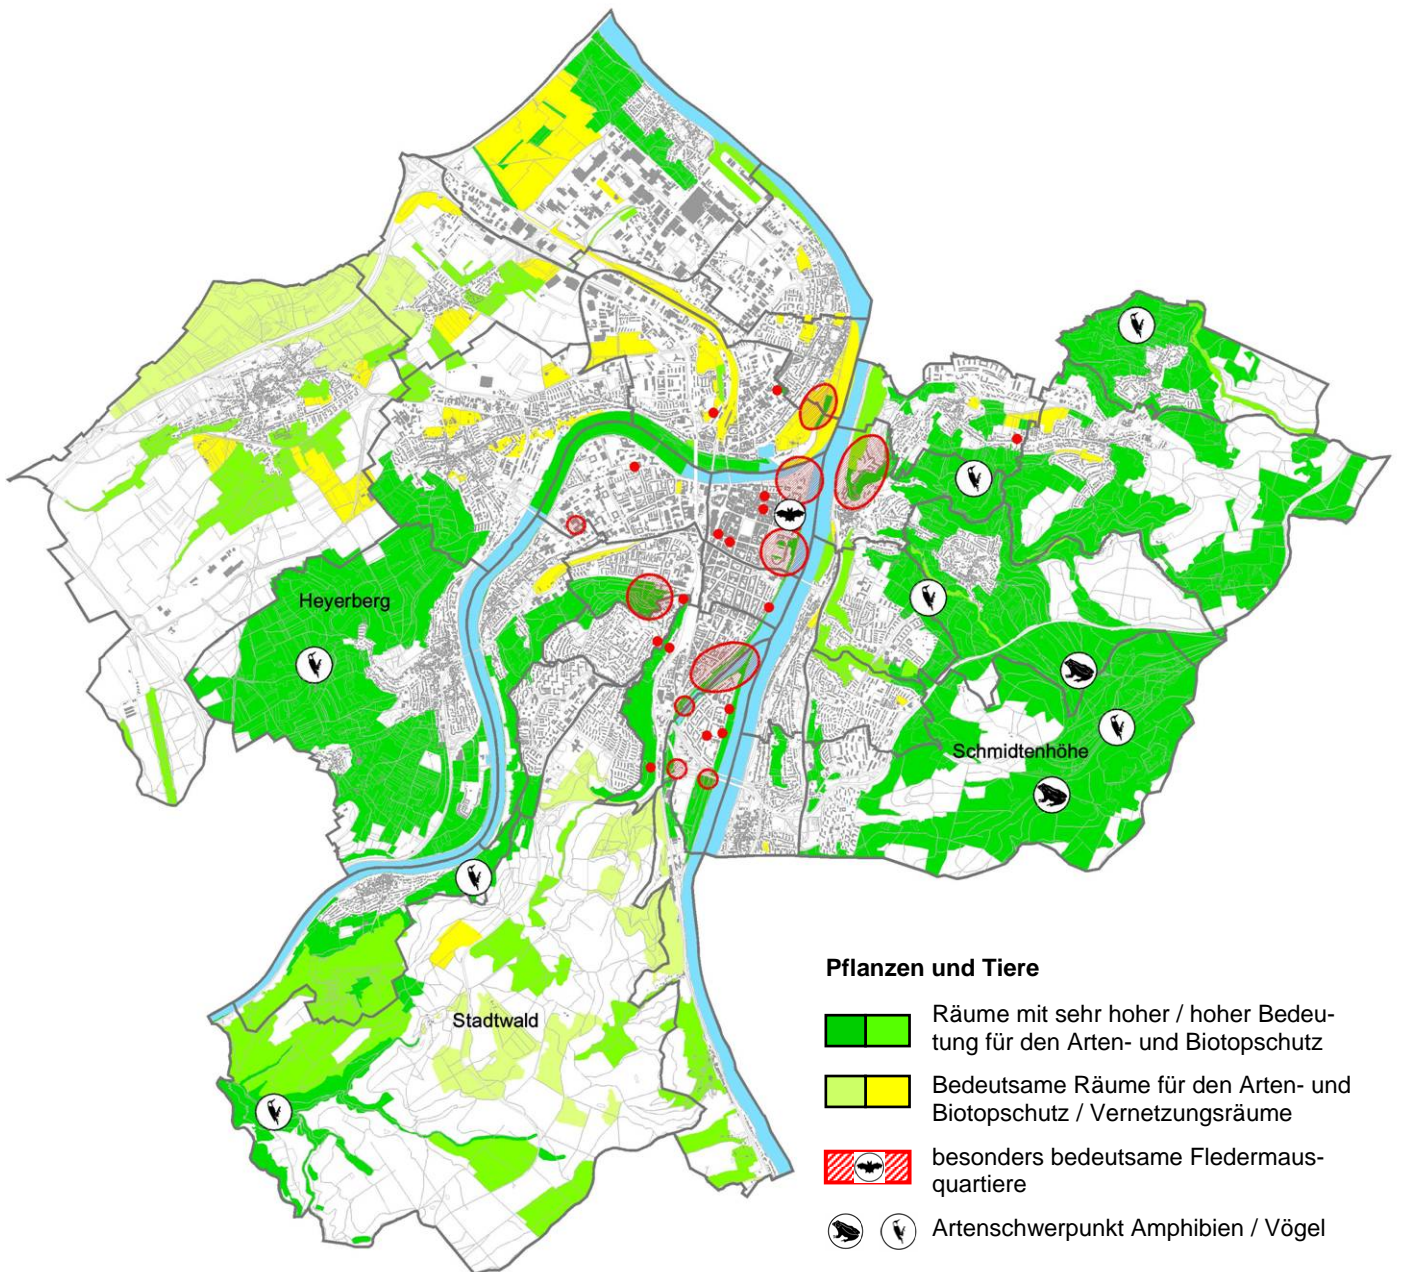 Heyerberg
Schmidtenhöhe
Stadtwald
Pflanzen und Tiere
Räume mit sehr hoher / hoher Bedeu-
tung für den Arten- und Biotopschutz
Bedeutsame Räume für den Arten- und
Biotopschutz / Vernetzungsräume
besonders bedeutsame Fledermaus-
quartiere
Artenschwerpunkt Amphibien / Vögel